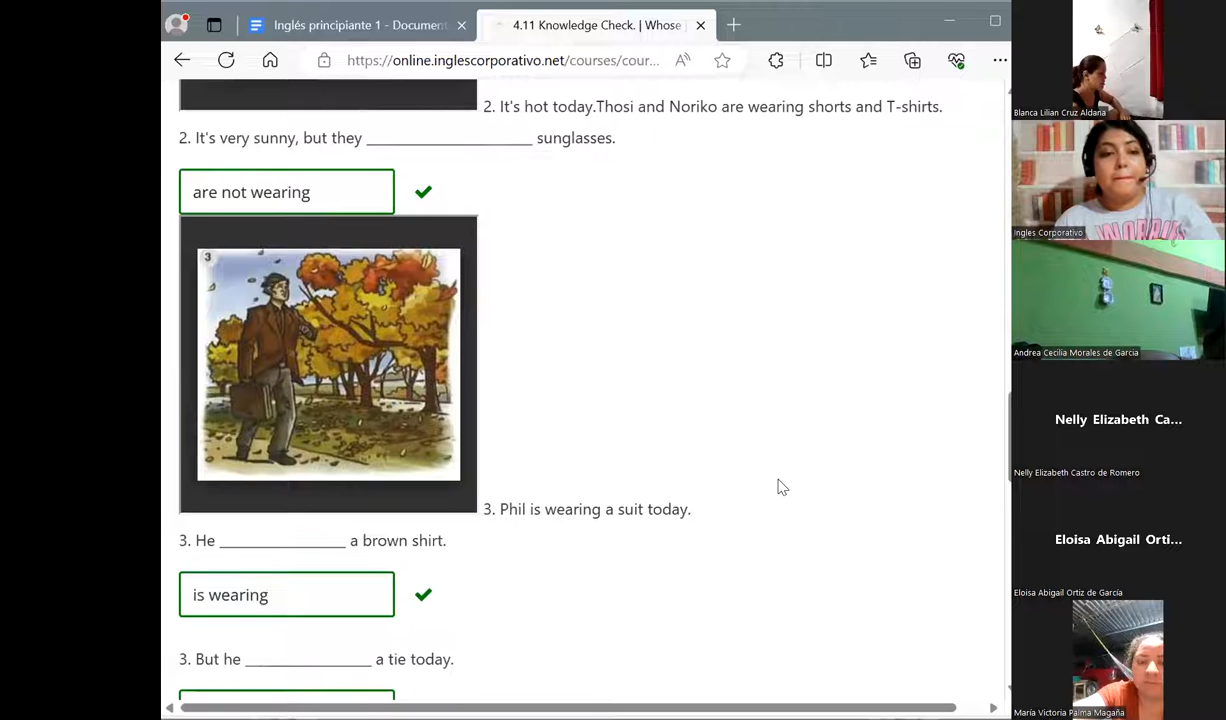 Inglés principiante 1 - Documen
4.11 Knowledge Check. | Whose
https://online.inglescorporativo.net/courses/cour...
2. It's hot today.Thosi and Noriko are wearing shorts and T-shirts.
2. It's very sunny, but they ____________________ sunglasses.
are not wearing
3
3. Phil is wearing a suit today.
3. He _______________ a brown shirt.
is wearing
3. But he _______________ a tie today.
Blanca Lilian Cruz Aldana
Ingles Corporativo
Andrea Cecilia Morales de Garcia
Nelly Elizabeth Ca...
Nelly Elizabeth Castro de Romero
Eloisa Abigail Orti...
Eloisa Abigail Ortiz de García
María Victoria Palma Magaña